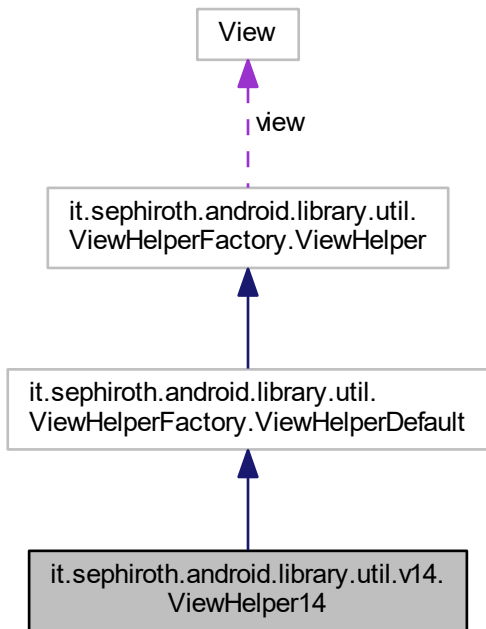 View
view
it.sephiroth.android.library.util.
ViewHelperFactory.ViewHelper
it.sephiroth.android.library.util.
ViewHelperFactory.ViewHelperDefault
it.sephiroth.android.library.util.v14.
ViewHelper14